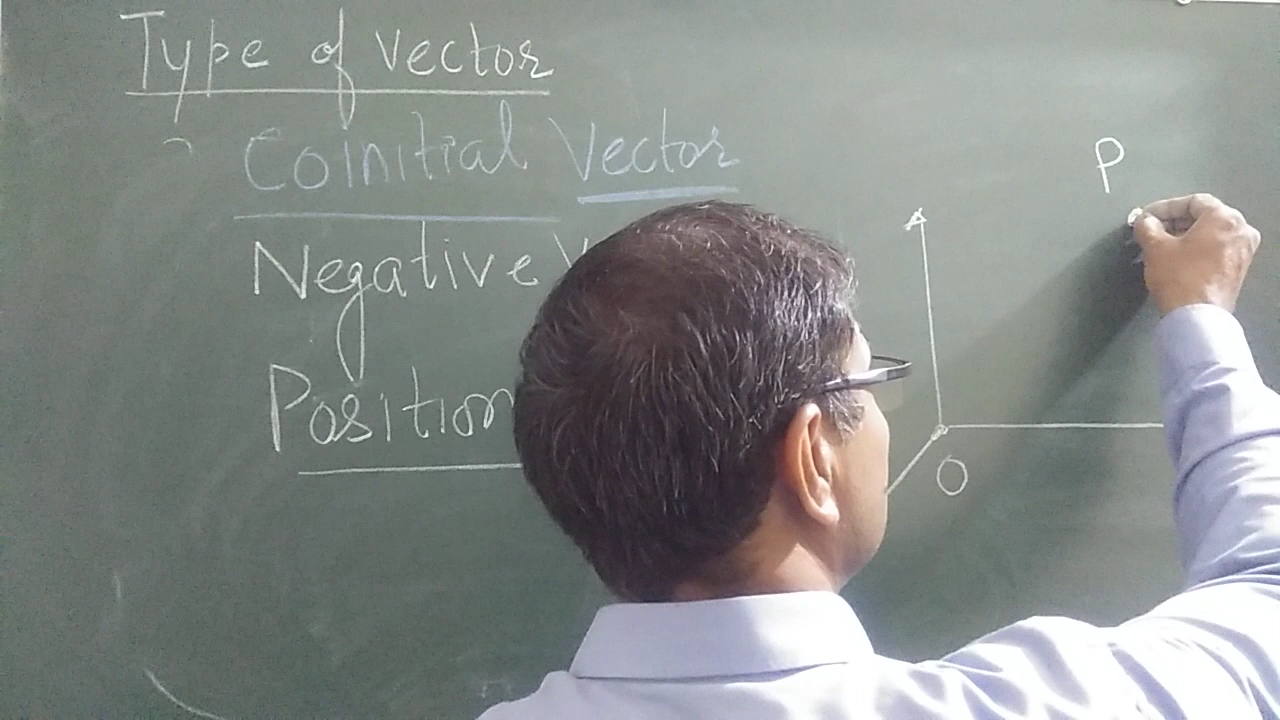 Type of vector
Coinitial Vector
Negative
Position
P
O